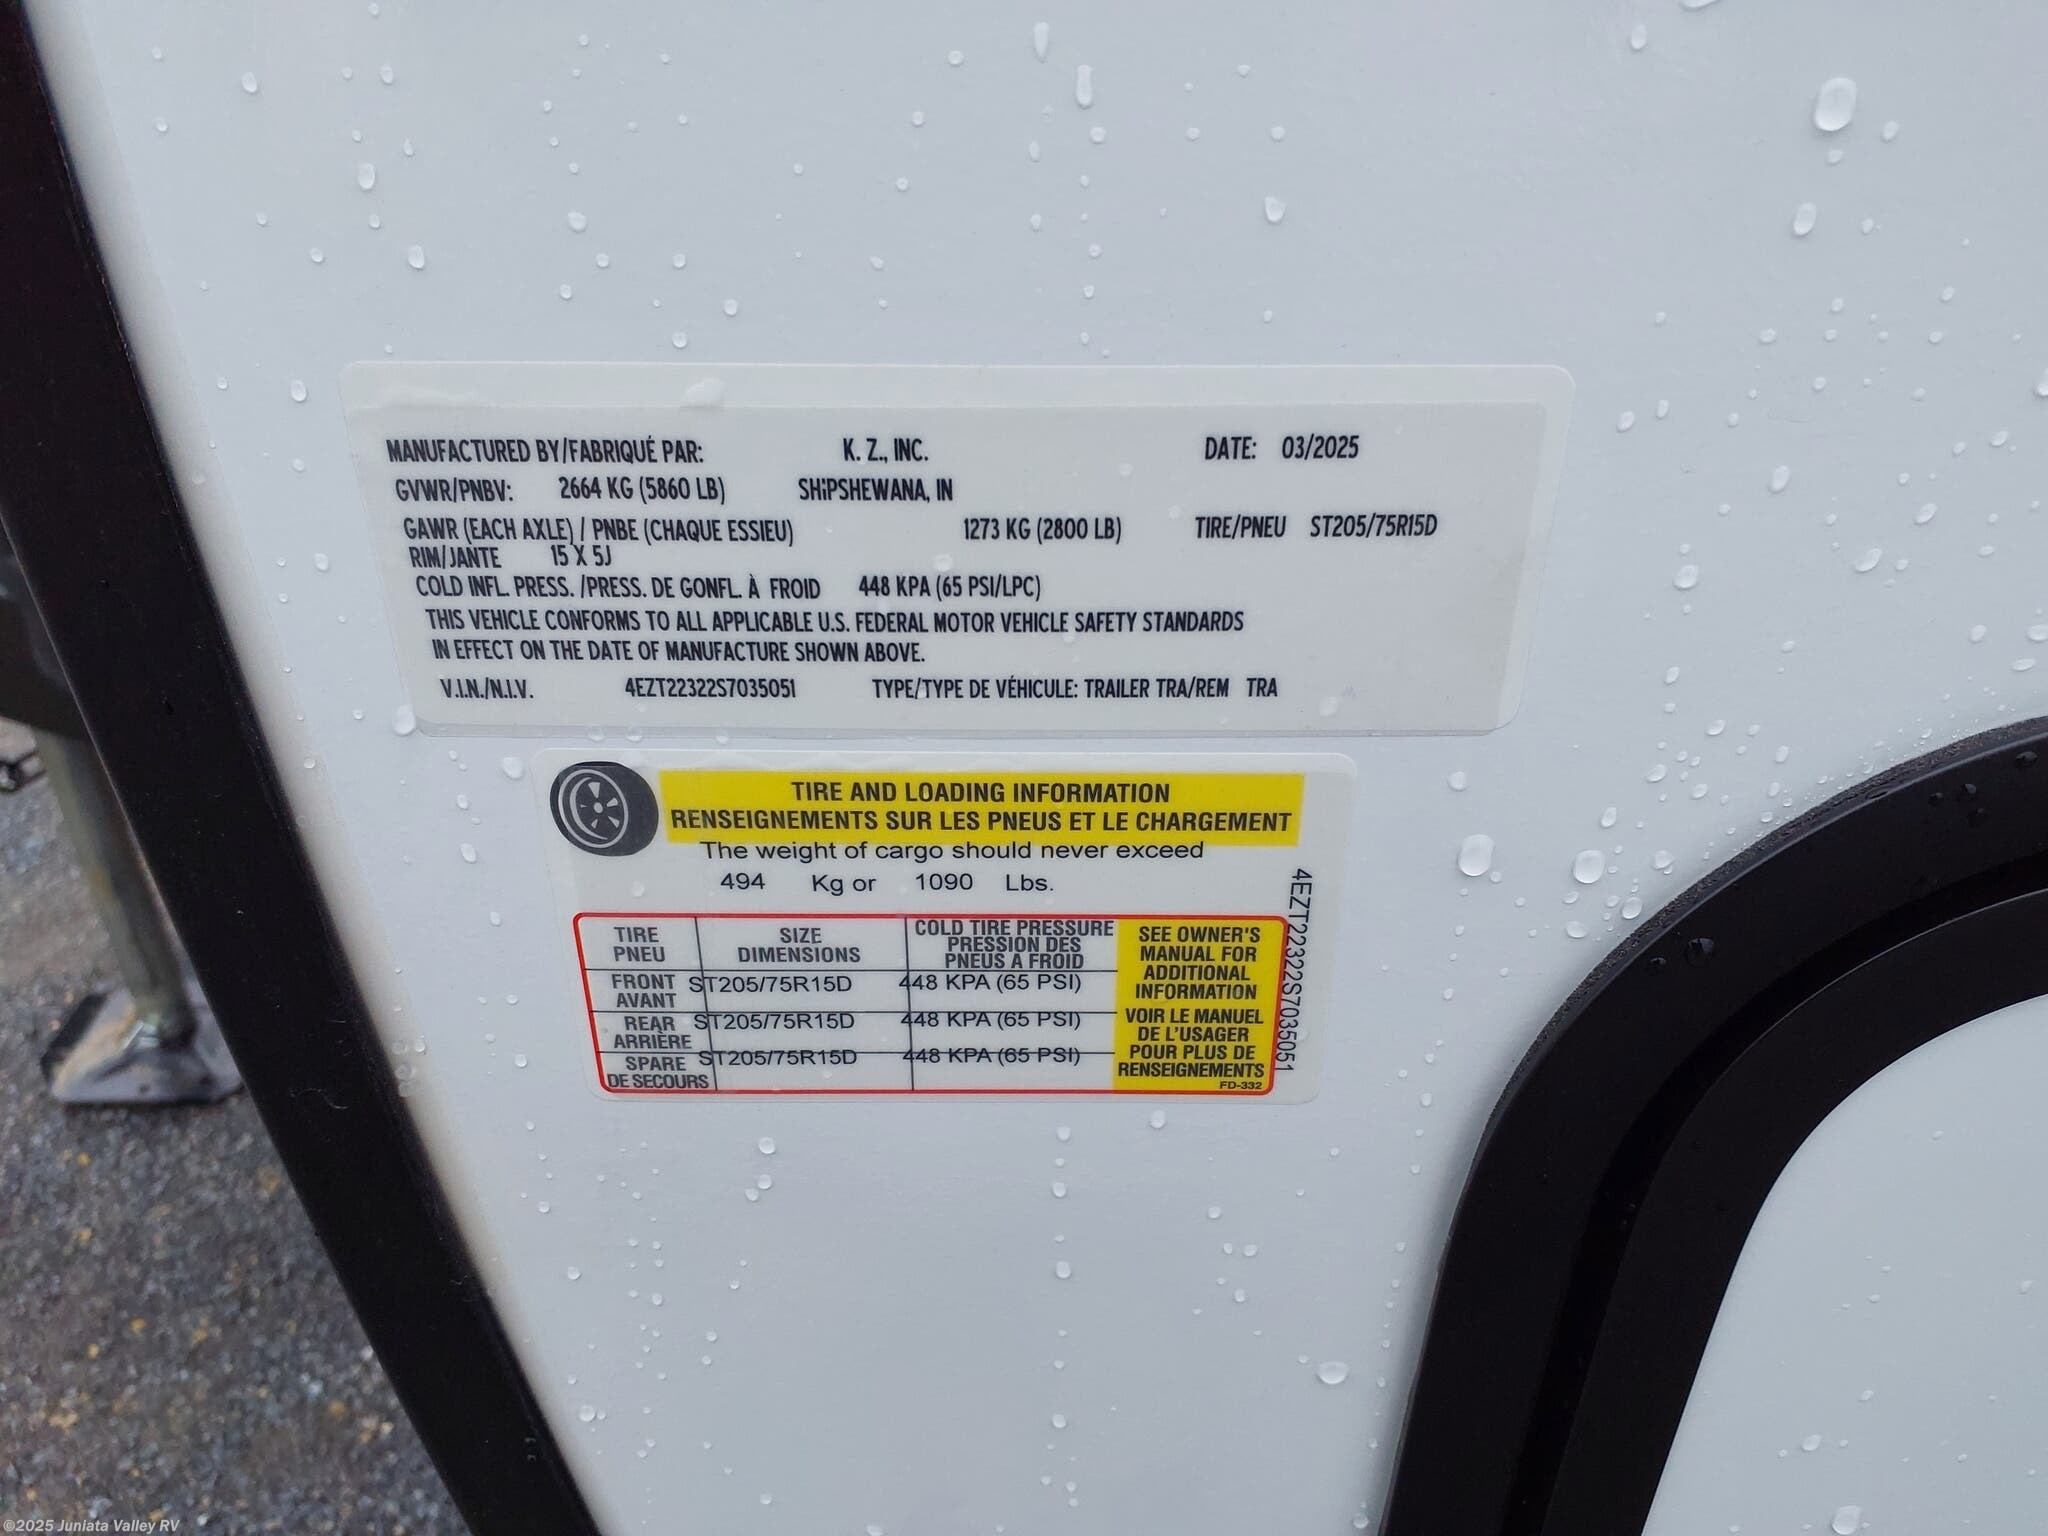 MANUFACTURED BY/FABRIQUÉ PAR: K. Z., INC. DATE: 03/2025
GVWR/PNBV: 2664 KG (5860 LB) SHIPSHEWANA, IN
GAWR (EACH AXLE) / PNBE (CHAQUE ESSIEU) 1273 KG (2800 LB) TIRE/PNEU ST205/75R15D
RIM/JANTE 15 X 5J
COLD INFL. PRESS. /PRESS. DE GONFL. À FROID 448 KPA (65 PSI/LPC)
THIS VEHICLE CONFORMS TO ALL APPLICABLE U.S. FEDERAL MOTOR VEHICLE SAFETY STANDARDS
IN EFFECT ON THE DATE OF MANUFACTURE SHOWN ABOVE.
V.I.N./N.I.V. 4EZT22322S7035051 TYPE/TYPE DE VÉHICULE: TRAILER TRA/REM TRA
TIRE AND LOADING INFORMATION
RENSEIGNEMENTS SUR LES PNEUS ET LE CHARGEMENT
The weight of cargo should never exceed
494 Kg or 1090 Lbs.
TIRE
PNEU
SIZE
DIMENSIONS
COLD TIRE PRESSURE
PRESSION DES
PNEUS A FROID
FRONT
AVANT
ST205/75R15D
448 KPA (65 PSI)
REAR
ARRIÈRE
ST205/75R15D
448 KPA (65 PSI)
SPARE
DE SECOURS
ST205/75R15D
448 KPA (65 PSI)
SEE OWNER'S
MANUAL FOR
ADDITIONAL
INFORMATION
VOIR LE MANUEL
DE L'USAGER
POUR PLUS DE
RENSEIGNEMENTS
FD-332
4EZT22322S7035051
©2025 Juniata Valley RV